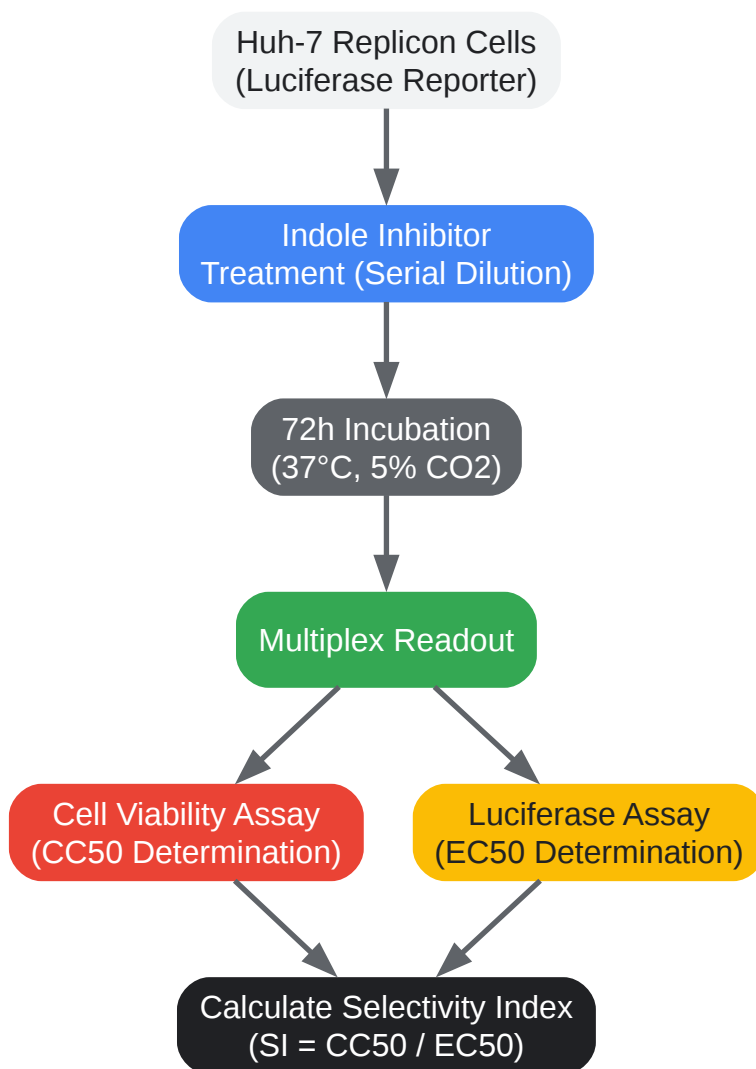 Huh-7 Replicon Cells
(Luciferase Reporter)
Indole Inhibitor
Treatment (Serial Dilution)
72h Incubation
(37°C, 5% CO2)
Multiplex Readout
Cell Viability Assay
(CC50 Determination)
Luciferase Assay
(EC50 Determination)
Calculate Selectivity Index
(SI = CC50 / EC50)